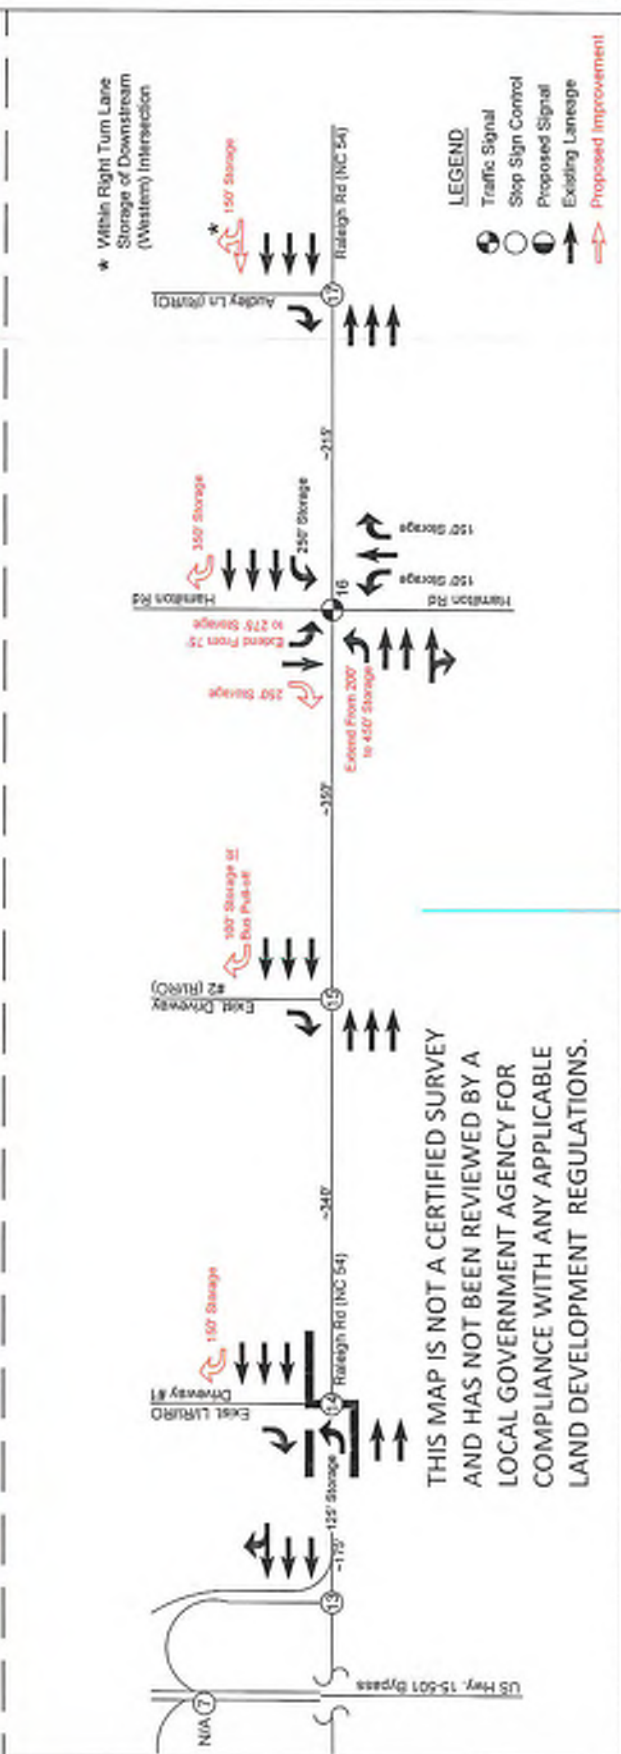 * Within Right Turn Lane
Storage of Downstream
(Western) Intersection
LEGEND
Traffic Signal
Stop Sign Control
Proposed Signal
Existing Laneage
Proposed Improvement
150' Storage
*
Audley Ln (RI/RO)
17
Raleigh Rd (NC 54)
~215'
350' Storage
250' Storage
Hamilton Rd
16
150' Storage
150' Storage
Hamilton Rd
Extend From 75'
to 275' Storage
250' Storage
Extend From 200'
to 450' Storage
~350'
100' Storage or
Bus Pull-off
Exist. Driveway
#2 (RI/RO)
15
~340'
150' Storage
Exist. LI/RI/RO
Driveway #1
14
Raleigh Rd (NC 54)
125' Storage
~175'
13
US Hwy. 15-501 Bypass
N/A
7
THIS MAP IS NOT A CERTIFIED SURVEY
AND HAS NOT BEEN REVIEWED BY A
LOCAL GOVERNMENT AGENCY FOR
COMPLIANCE WITH ANY APPLICABLE
LAND DEVELOPMENT REGULATIONS.